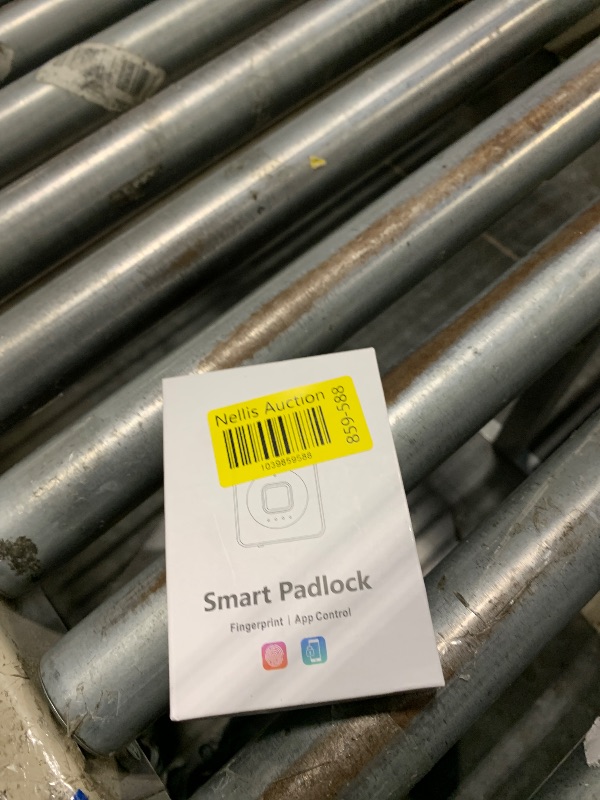 Nellis Auction
859-588
1039859588
Smart Padlock
Fingerprint | App Control